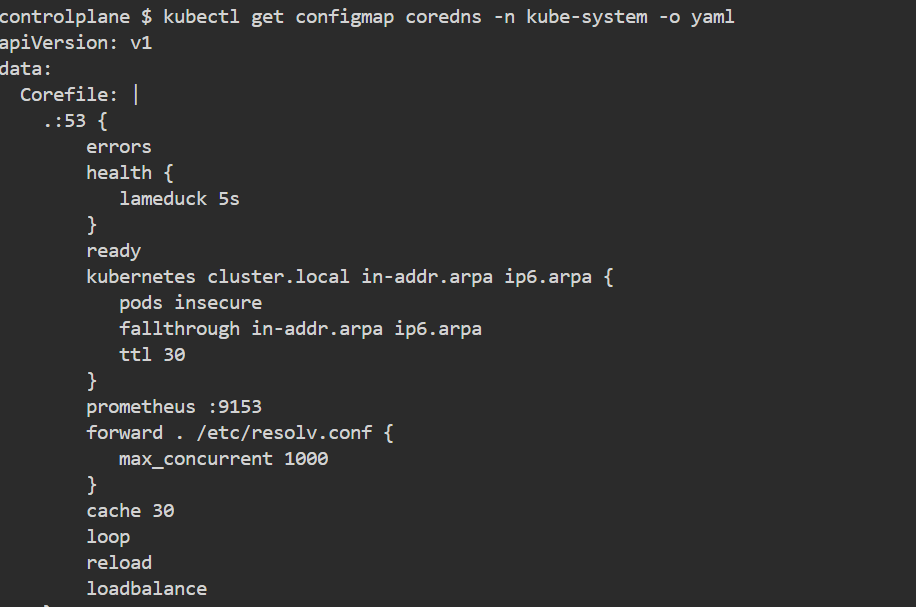 controlplane $ kubectl get configmap coredns -n kube-system -o yaml
apiVersion: v1
data:
  Corefile: |
    .:53 {
        errors
        health {
           lameduck 5s
        }
        ready
        kubernetes cluster.local in-addr.arpa ip6.arpa {
           pods insecure
           fallthrough in-addr.arpa ip6.arpa
           ttl 30
        }
        prometheus :9153
        forward . /etc/resolv.conf {
           max_concurrent 1000
        }
        cache 30
        loop
        reload
        loadbalance